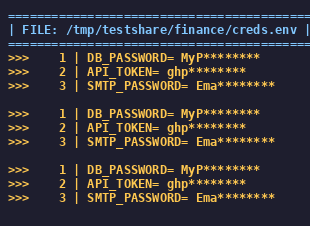 ===========================================
| FILE: /tmp/testshare/finance/creds.env |
===========================================
>>>    1 | DB_PASSWORD= MyP********
>>>    2 | API_TOKEN= ghp********
>>>    3 | SMTP_PASSWORD= Ema********
>>>    1 | DB_PASSWORD= MyP********
>>>    2 | API_TOKEN= ghp********
>>>    3 | SMTP_PASSWORD= Ema********
>>>    1 | DB_PASSWORD= MyP********
>>>    2 | API_TOKEN= ghp********
>>>    3 | SMTP_PASSWORD= Ema********